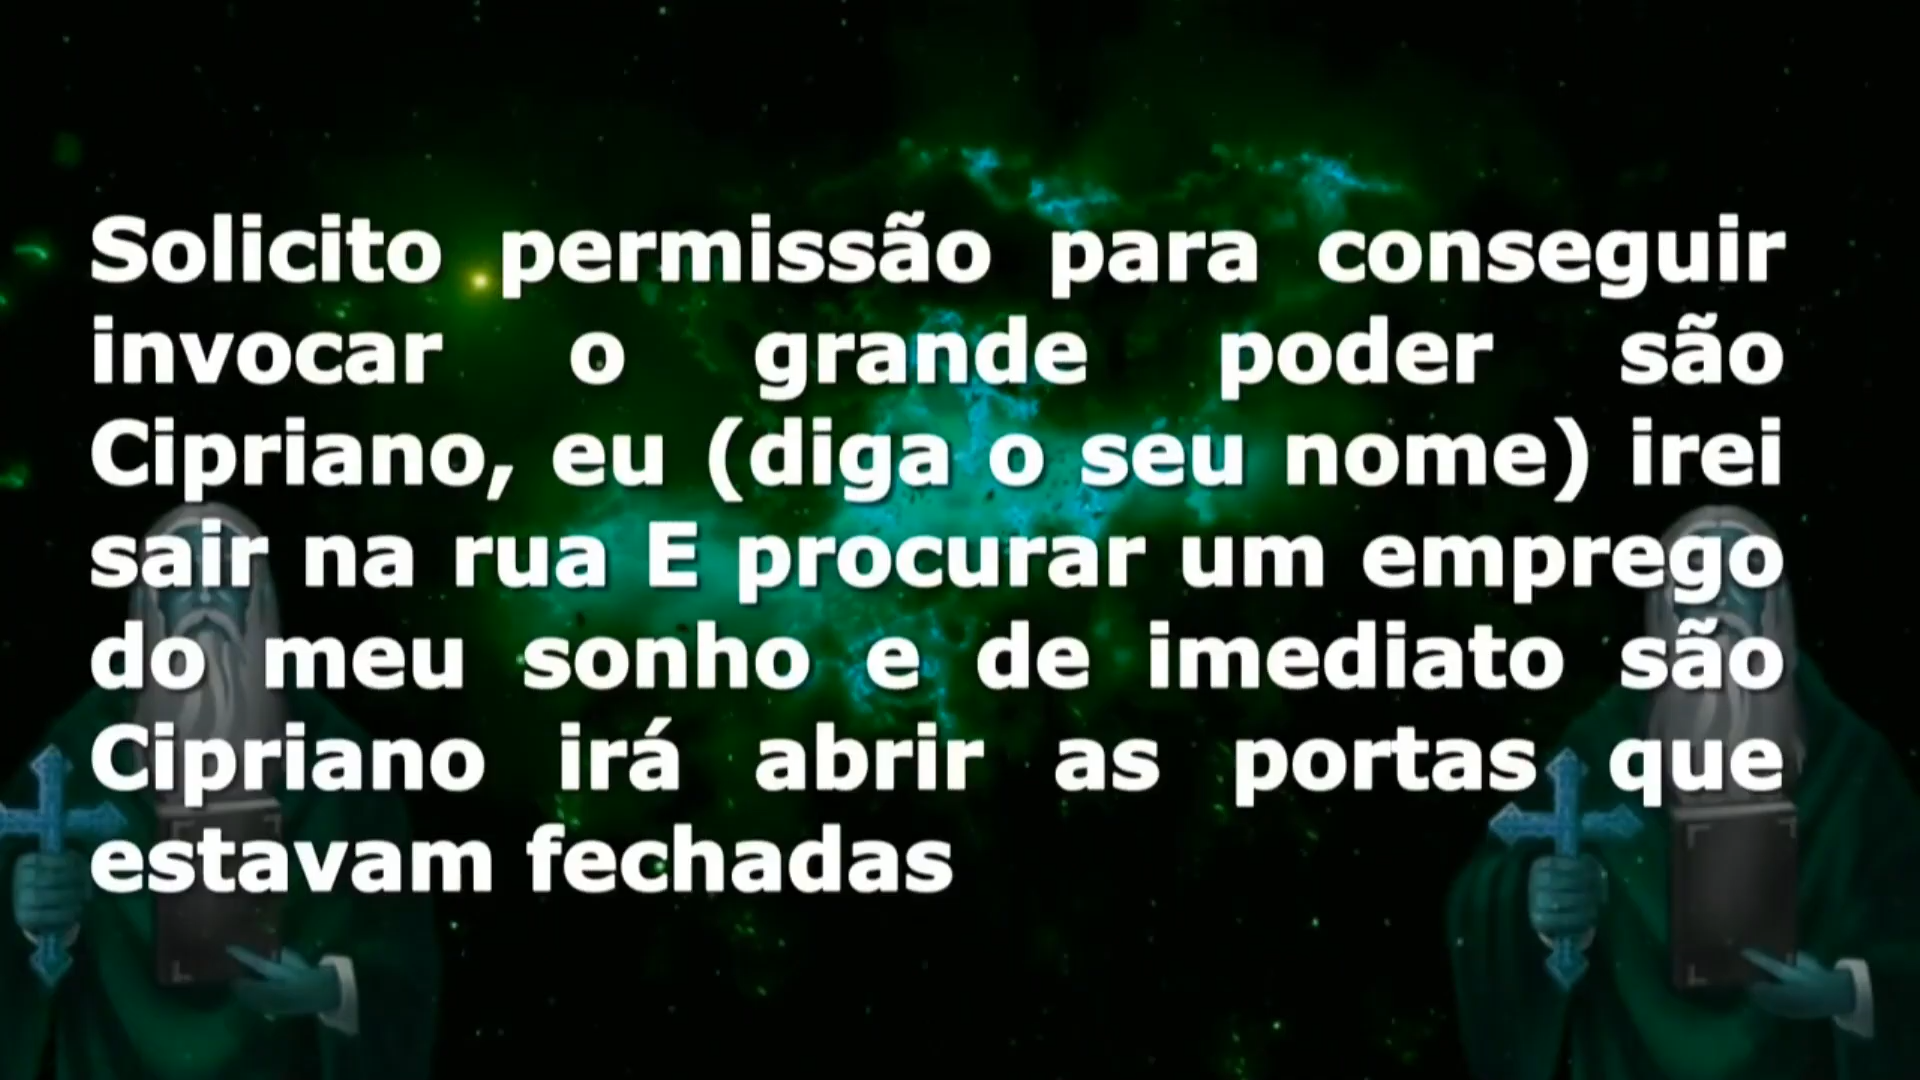 Solicito permissão para conseguir
invocar o grande poder são
Cipriano, eu (diga o seu nome) irei
sair na rua E procurar um emprego
do meu sonho e de imediato são
Cipriano irá abrir as portas que
estavam fechadas